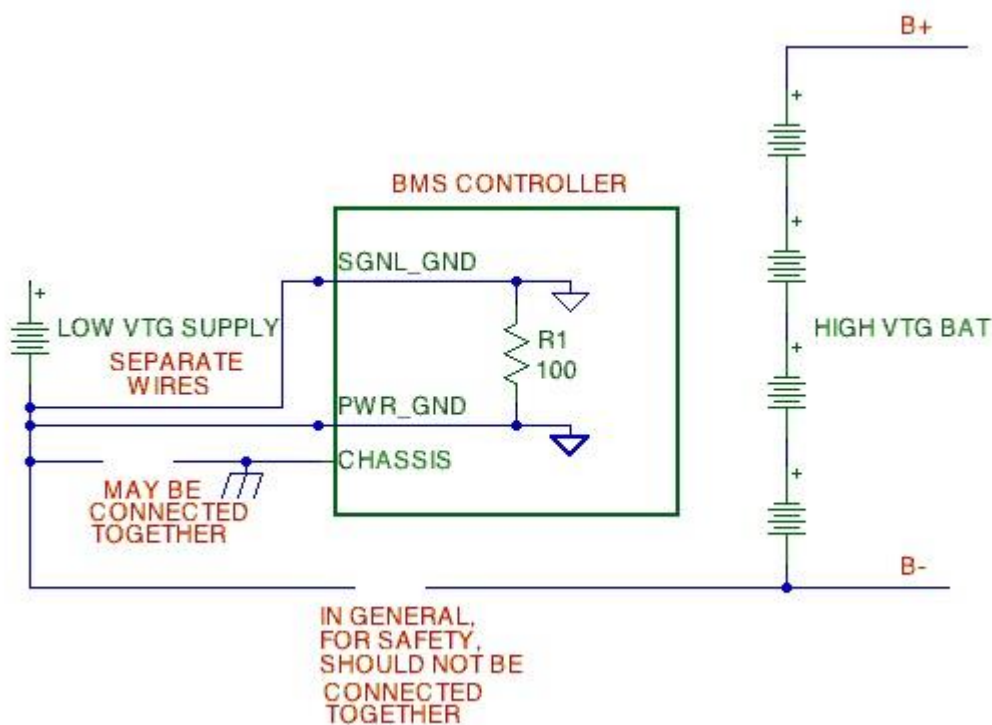 B+
+
BMS CONTROLLER
+
SGNL_GND
+
LOW VTG SUPPLY
R1
100
HIGH VTG BAT
+
SEPARATE
WIRES
PWR_GND
CHASSIS
+
MAY BE
CONNECTED
TOGETHER
B-
IN GENERAL,
FOR SAFETY,
SHOULD NOT BE
CONNECTED
TOGETHER